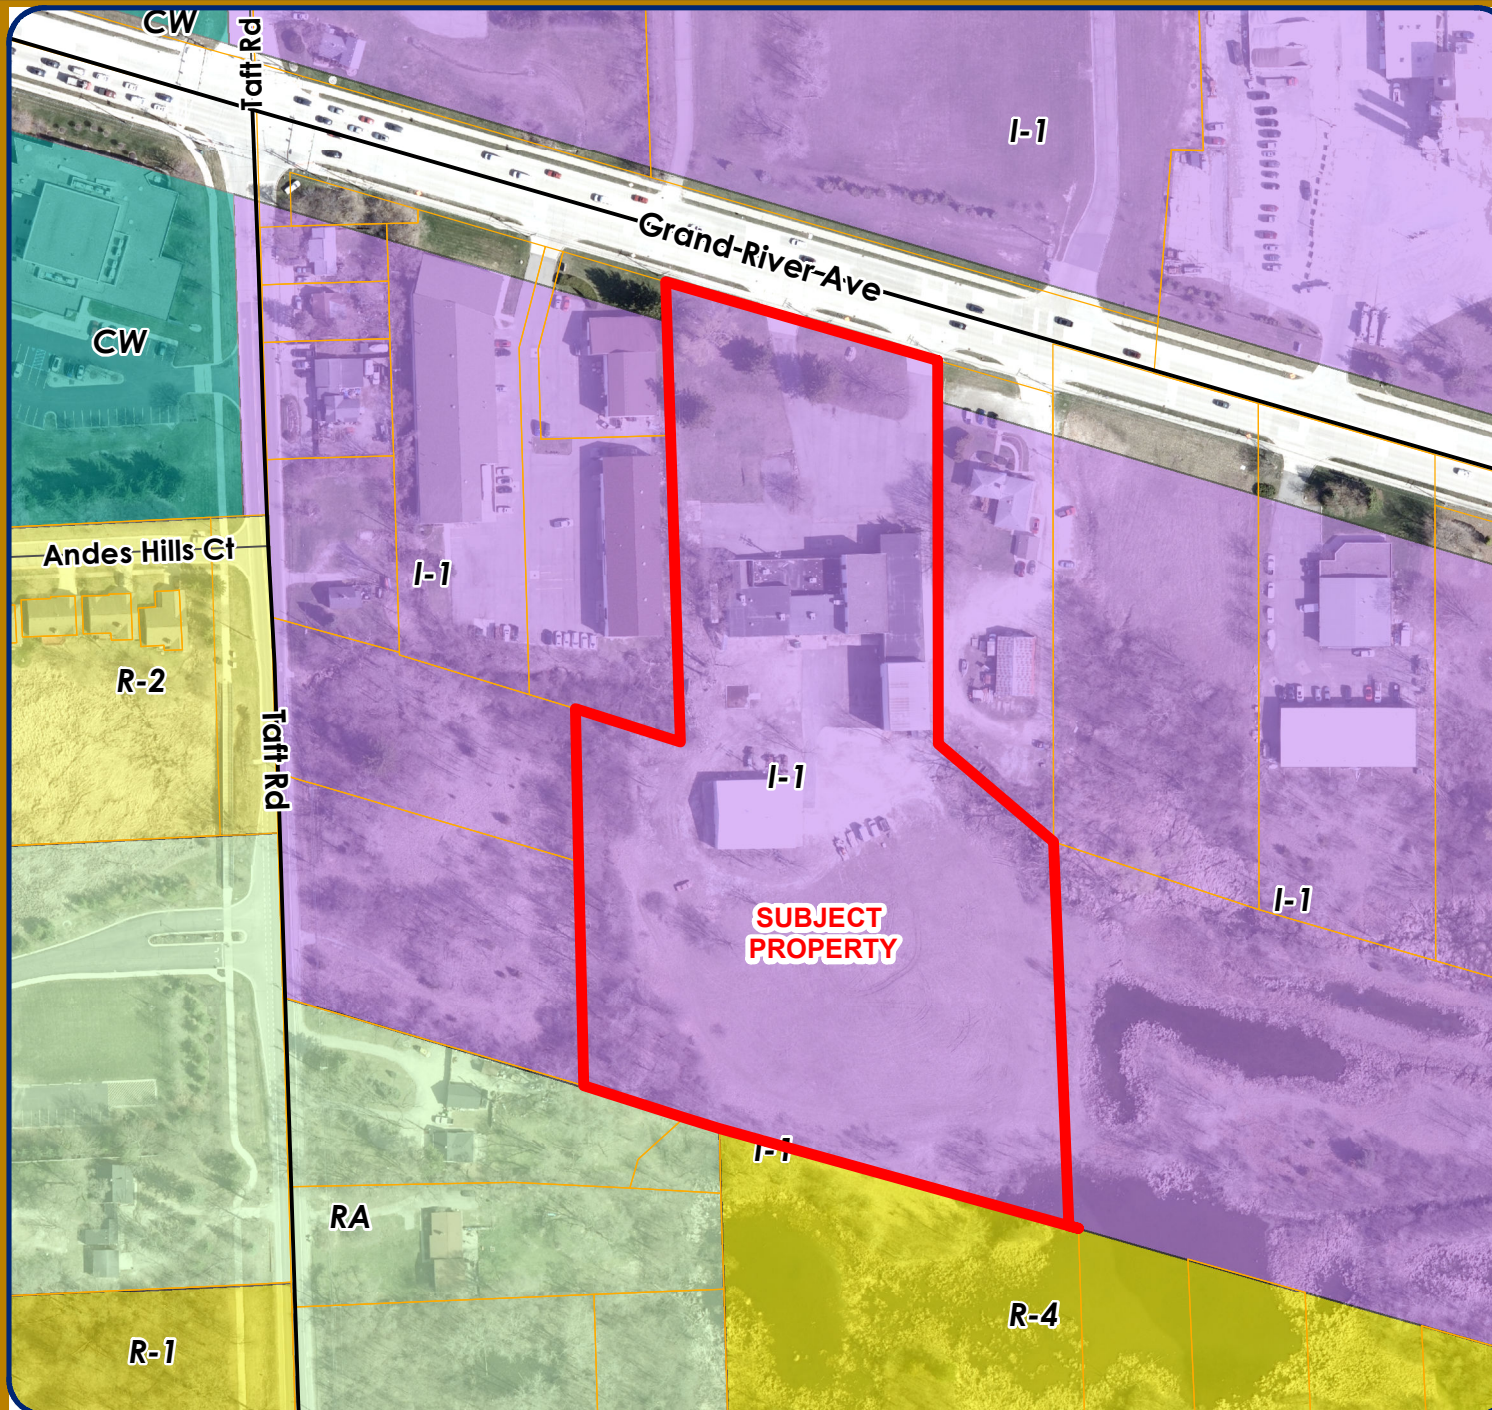 CW
Taft Rd
I-1
Grand River Ave
CW
Andes Hills Ct
I-1
R-2
Taft Rd
I-1
I-1
SUBJECT
PROPERTY
I-1
RA
R-4
R-1